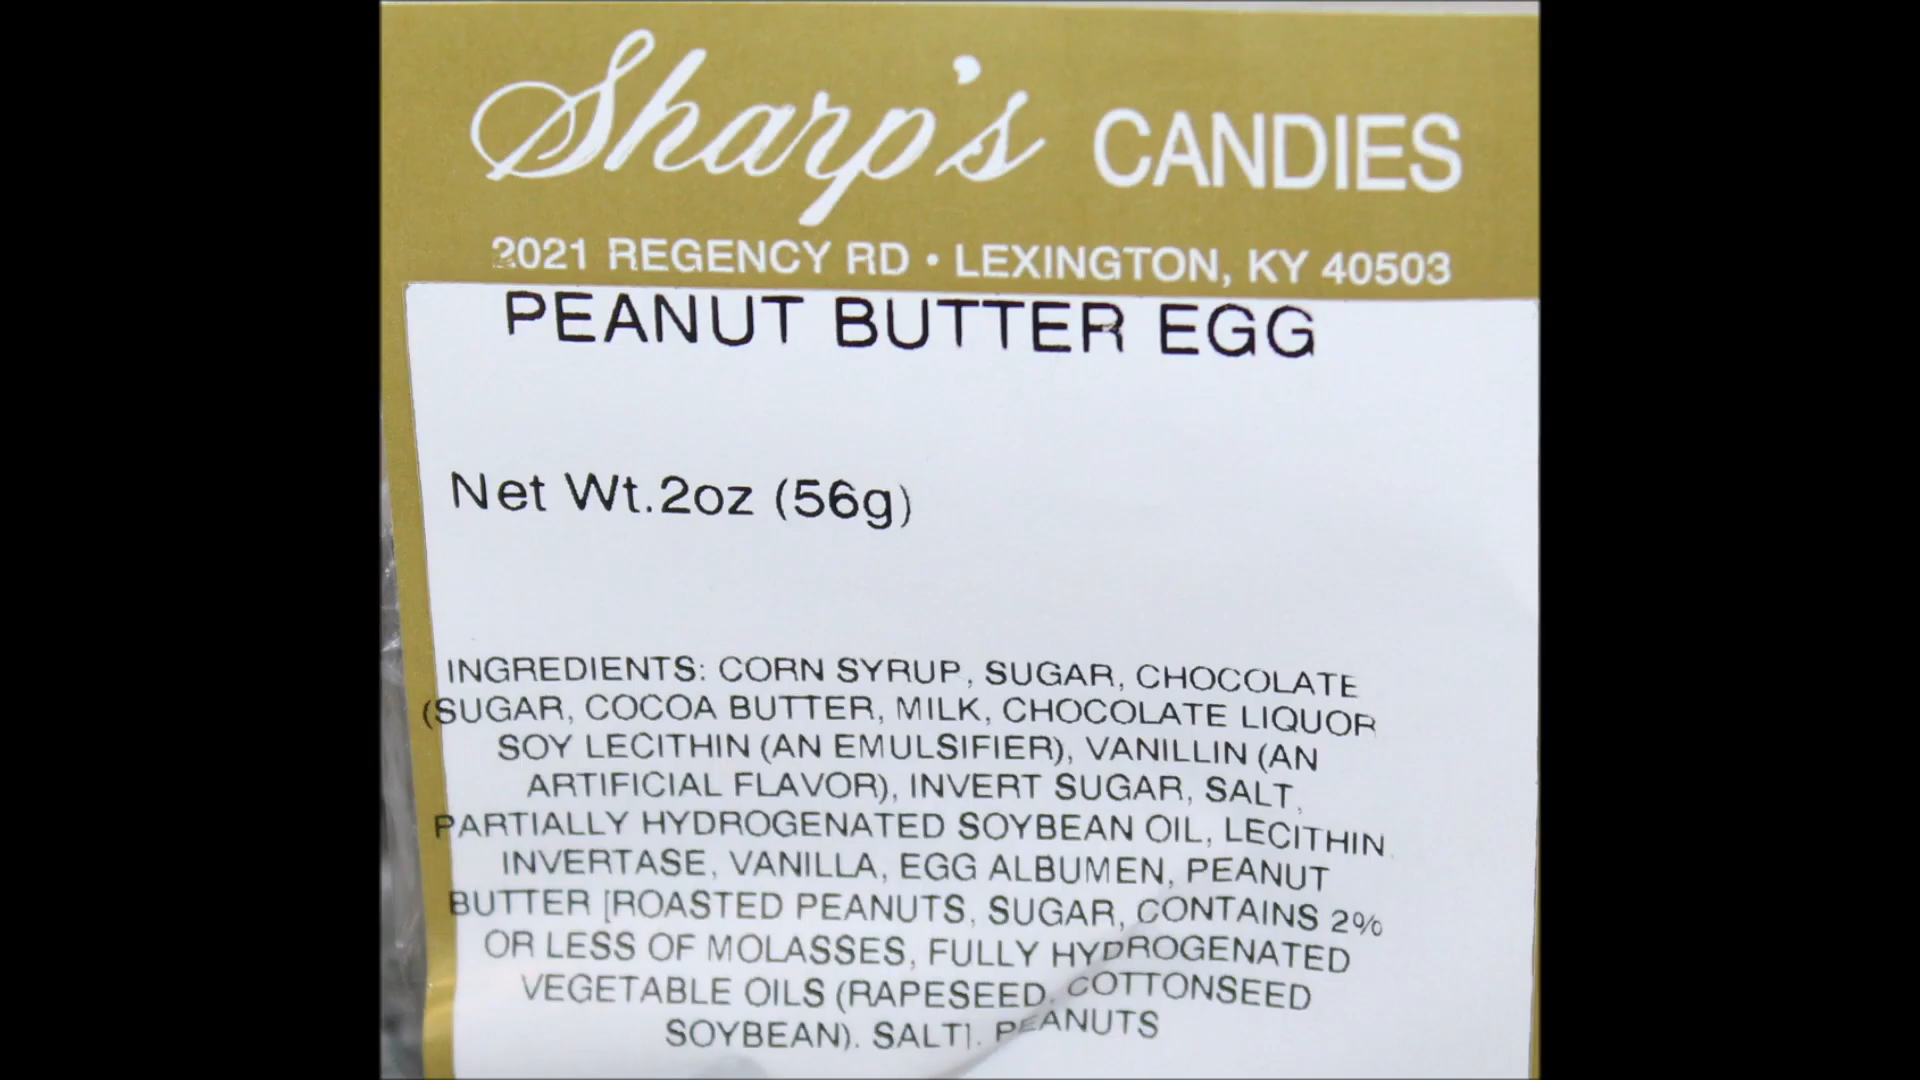 Sharp's CANDIES
2021 REGENCY RD • LEXINGTON, KY 40503
PEANUT BUTTER EGG
Net Wt.2oz (56g)
INGREDIENTS: CORN SYRUP, SUGAR, CHOCOLATE
(SUGAR, COCOA BUTTER, MILK, CHOCOLATE LIQUOR
SOY LECITHIN (AN EMULSIFIER), VANILLIN (AN
ARTIFICIAL FLAVOR), INVERT SUGAR, SALT,
PARTIALLY HYDROGENATED SOYBEAN OIL, LECITHIN,
INVERTASE, VANILLA, EGG ALBUMEN, PEANUT
BUTTER [ROASTED PEANUTS, SUGAR, CONTAINS 2%
OR LESS OF MOLASSES, FULLY HYDROGENATED
VEGETABLE OILS (RAPESEED, COTTONSEED
SOYBEAN). SALT]. PEANUTS